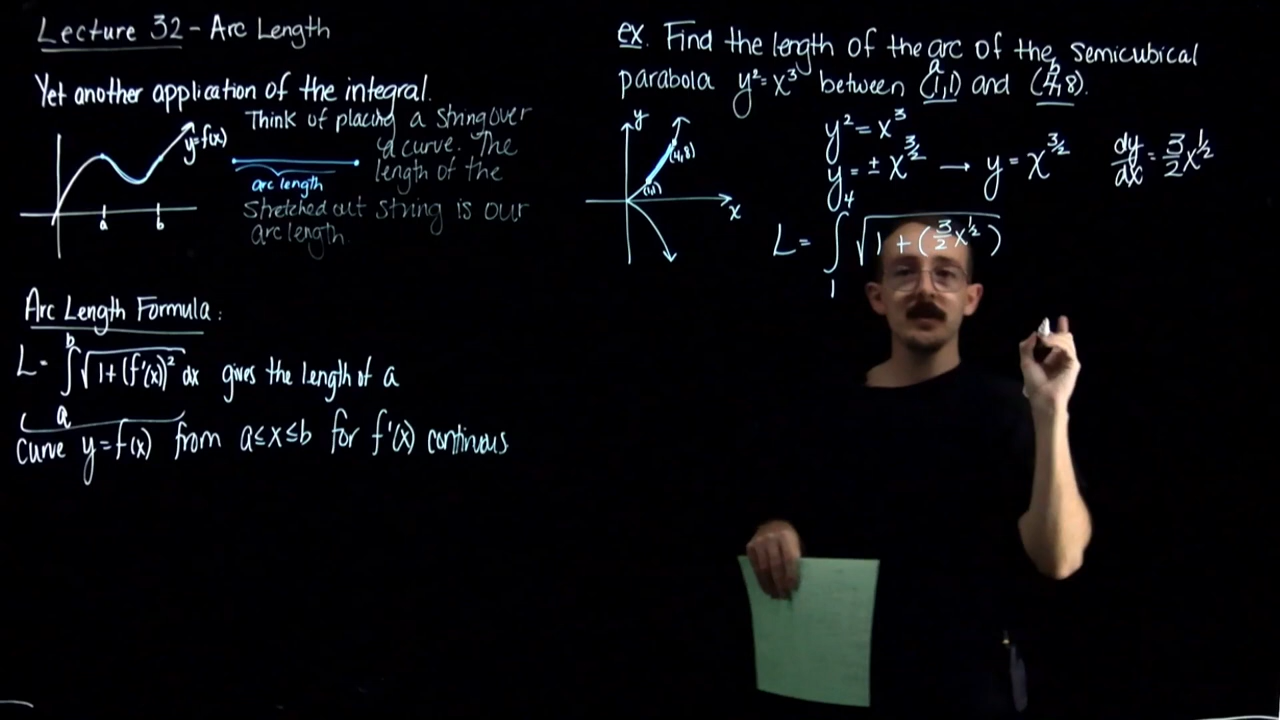 Lecture 32 - Arc Length
Yet another application of the integral.
y=f(x)
a
b
Think of placing a string over
a curve. The
length of the
stretched out string is our
arc length.
arc length
Arc Length Formula:
L = ∫_a^b √(1+(f'(x))²) dx gives the length of a
curve y=f(x) from a≤x≤b for f'(x) continuous
ex. Find the length of the arc of the semicubical
a b
parabola y²=x³ between (1,1) and (4,8).
y
(4,8)
(1,1)
x
y² = x³
y = ± x^{3/2} → y = x^{3/2} dy/dx = 3/2 x^{1/2}
L = ∫_1^4 √(1 + (3/2 x^{1/2})